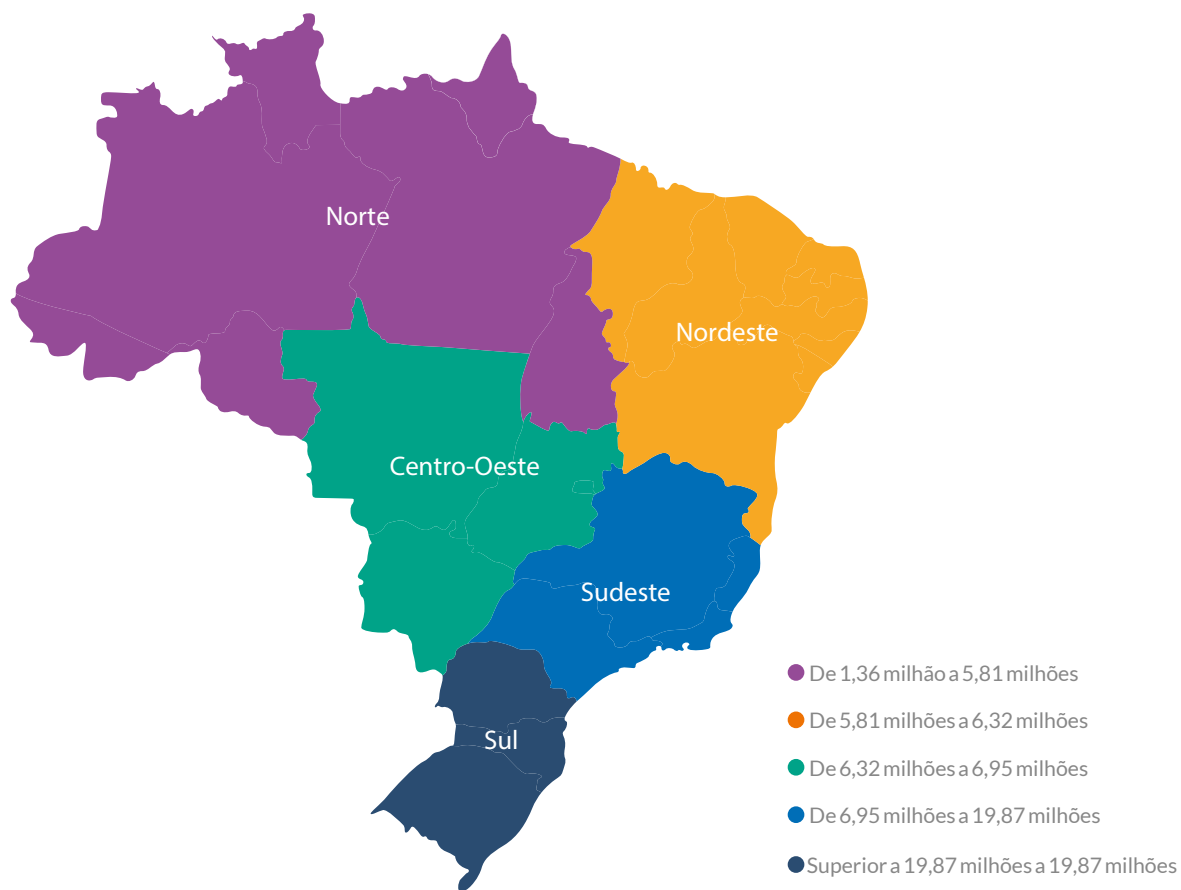 Norte
Nordeste
Centro-Oeste
Sudeste
Sul
De 1,36 milhão a 5,81 milhões
De 5,81 milhões a 6,32 milhões
De 6,32 milhões a 6,95 milhões
De 6,95 milhões a 19,87 milhões
Superior a 19,87 milhões a 19,87 milhões